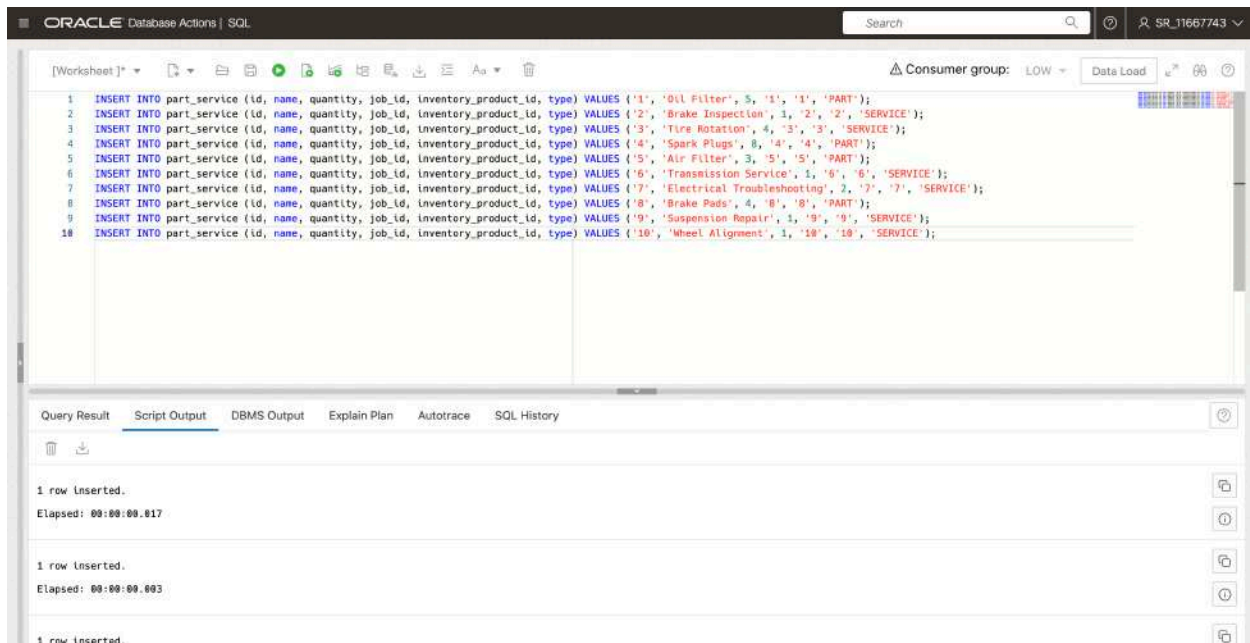 ORACLE Database Actions | SQL
Search
SR_11667743
[Worksheet]*
Aa
Consumer group: LOW
Data Load
1 INSERT INTO part_service (id, name, quantity, job_id, inventory_product_id, type) VALUES ('1', 'Oil Filter', 5, '1', '1', 'PART');
2 INSERT INTO part_service (id, name, quantity, job_id, inventory_product_id, type) VALUES ('2', 'Brake Inspection', 1, '2', '2', 'SERVICE');
3 INSERT INTO part_service (id, name, quantity, job_id, inventory_product_id, type) VALUES ('3', 'Tire Rotation', 4, '3', '3', 'SERVICE');
4 INSERT INTO part_service (id, name, quantity, job_id, inventory_product_id, type) VALUES ('4', 'Spark Plugs', 8, '4', '4', 'PART');
5 INSERT INTO part_service (id, name, quantity, job_id, inventory_product_id, type) VALUES ('5', 'Air Filter', 3, '5', '5', 'PART');
6 INSERT INTO part_service (id, name, quantity, job_id, inventory_product_id, type) VALUES ('6', 'Transmission Service', 1, '6', '6', 'SERVICE');
7 INSERT INTO part_service (id, name, quantity, job_id, inventory_product_id, type) VALUES ('7', 'Electrical Troubleshooting', 2, '7', '7', 'SERVICE');
8 INSERT INTO part_service (id, name, quantity, job_id, inventory_product_id, type) VALUES ('8', 'Brake Pads', 4, '8', '8', 'PART');
9 INSERT INTO part_service (id, name, quantity, job_id, inventory_product_id, type) VALUES ('9', 'Suspension Repair', 1, '9', '9', 'SERVICE');
10 INSERT INTO part_service (id, name, quantity, job_id, inventory_product_id, type) VALUES ('10', 'Wheel Alignment', 1, '10', '10', 'SERVICE');
Query Result Script Output DBMS Output Explain Plan Autotrace SQL History
1 row inserted.
Elapsed: 00:00:00.017
1 row inserted.
Elapsed: 00:00:00.003
1 row inserted.